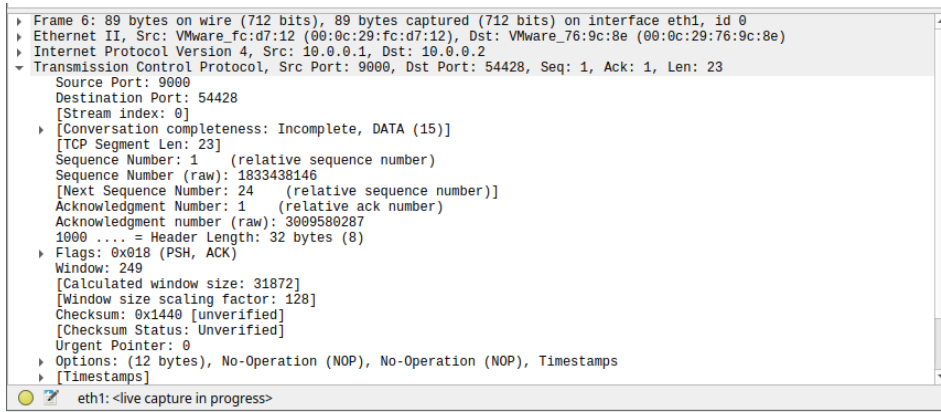 Frame 6: 89 bytes on wire (712 bits), 89 bytes captured (712 bits) on interface eth1, id 0
Ethernet II, Src: VMware_fc:d7:12 (00:0c:29:fc:d7:12), Dst: VMware_76:9c:8e (00:0c:29:76:9c:8e)
Internet Protocol Version 4, Src: 10.0.0.1, Dst: 10.0.0.2
Transmission Control Protocol, Src Port: 9000, Dst Port: 54428, Seq: 1, Ack: 1, Len: 23
Source Port: 9000
Destination Port: 54428
[Stream index: 0]
[Conversation completeness: Incomplete, DATA (15)]
[TCP Segment Len: 23]
Sequence Number: 1    (relative sequence number)
Sequence Number (raw): 1833438146
[Next Sequence Number: 24    (relative sequence number)]
Acknowledgment Number: 1    (relative ack number)
Acknowledgment number (raw): 3009580287
1000 .... = Header Length: 32 bytes (8)
Flags: 0x018 (PSH, ACK)
Window: 249
[Calculated window size: 31872]
[Window size scaling factor: 128]
Checksum: 0x1440 [unverified]
[Checksum Status: Unverified]
Urgent Pointer: 0
Options: (12 bytes), No-Operation (NOP), No-Operation (NOP), Timestamps
[Timestamps]
eth1: <live capture in progress>